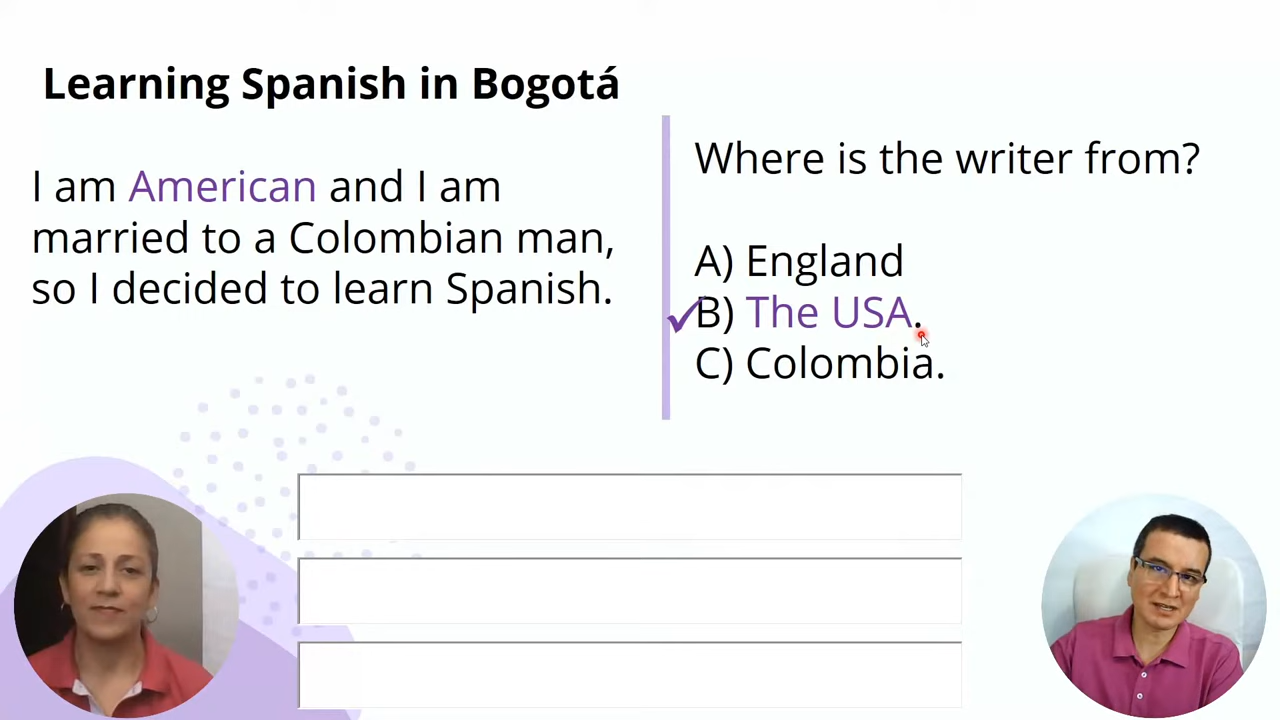 Learning Spanish in Bogotá
I am American and I am
married to a Colombian man,
so I decided to learn Spanish.
Where is the writer from?
A) England
B) The USA.
C) Colombia.